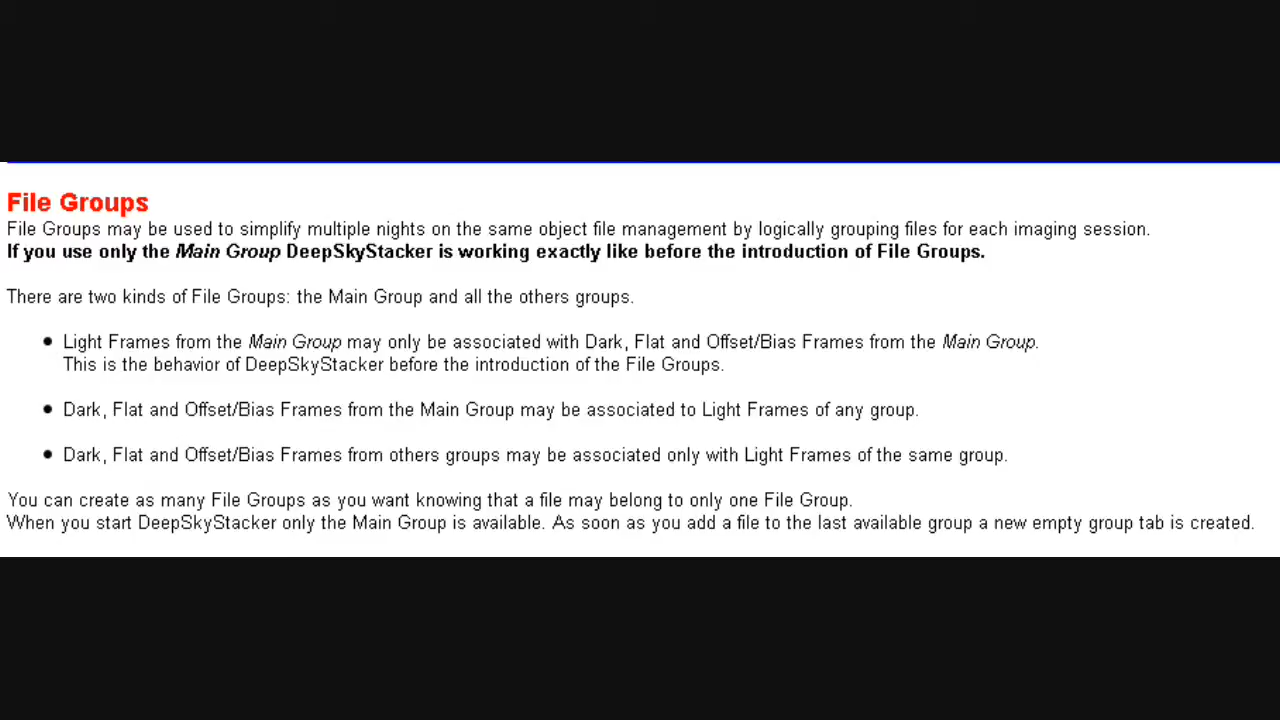 File Groups
File Groups may be used to simplify multiple nights on the same object file management by logically grouping files for each imaging session.
If you use only the Main Group DeepSkyStacker is working exactly like before the introduction of File Groups.
There are two kinds of File Groups: the Main Group and all the others groups.
Light Frames from the Main Group may only be associated with Dark, Flat and Offset/Bias Frames from the Main Group.
This is the behavior of DeepSkyStacker before the introduction of the File Groups.
Dark, Flat and Offset/Bias Frames from the Main Group may be associated to Light Frames of any group.
Dark, Flat and Offset/Bias Frames from others groups may be associated only with Light Frames of the same group.
You can create as many File Groups as you want knowing that a file may belong to only one File Group.
When you start DeepSkyStacker only the Main Group is available. As soon as you add a file to the last available group a new empty group tab is created.